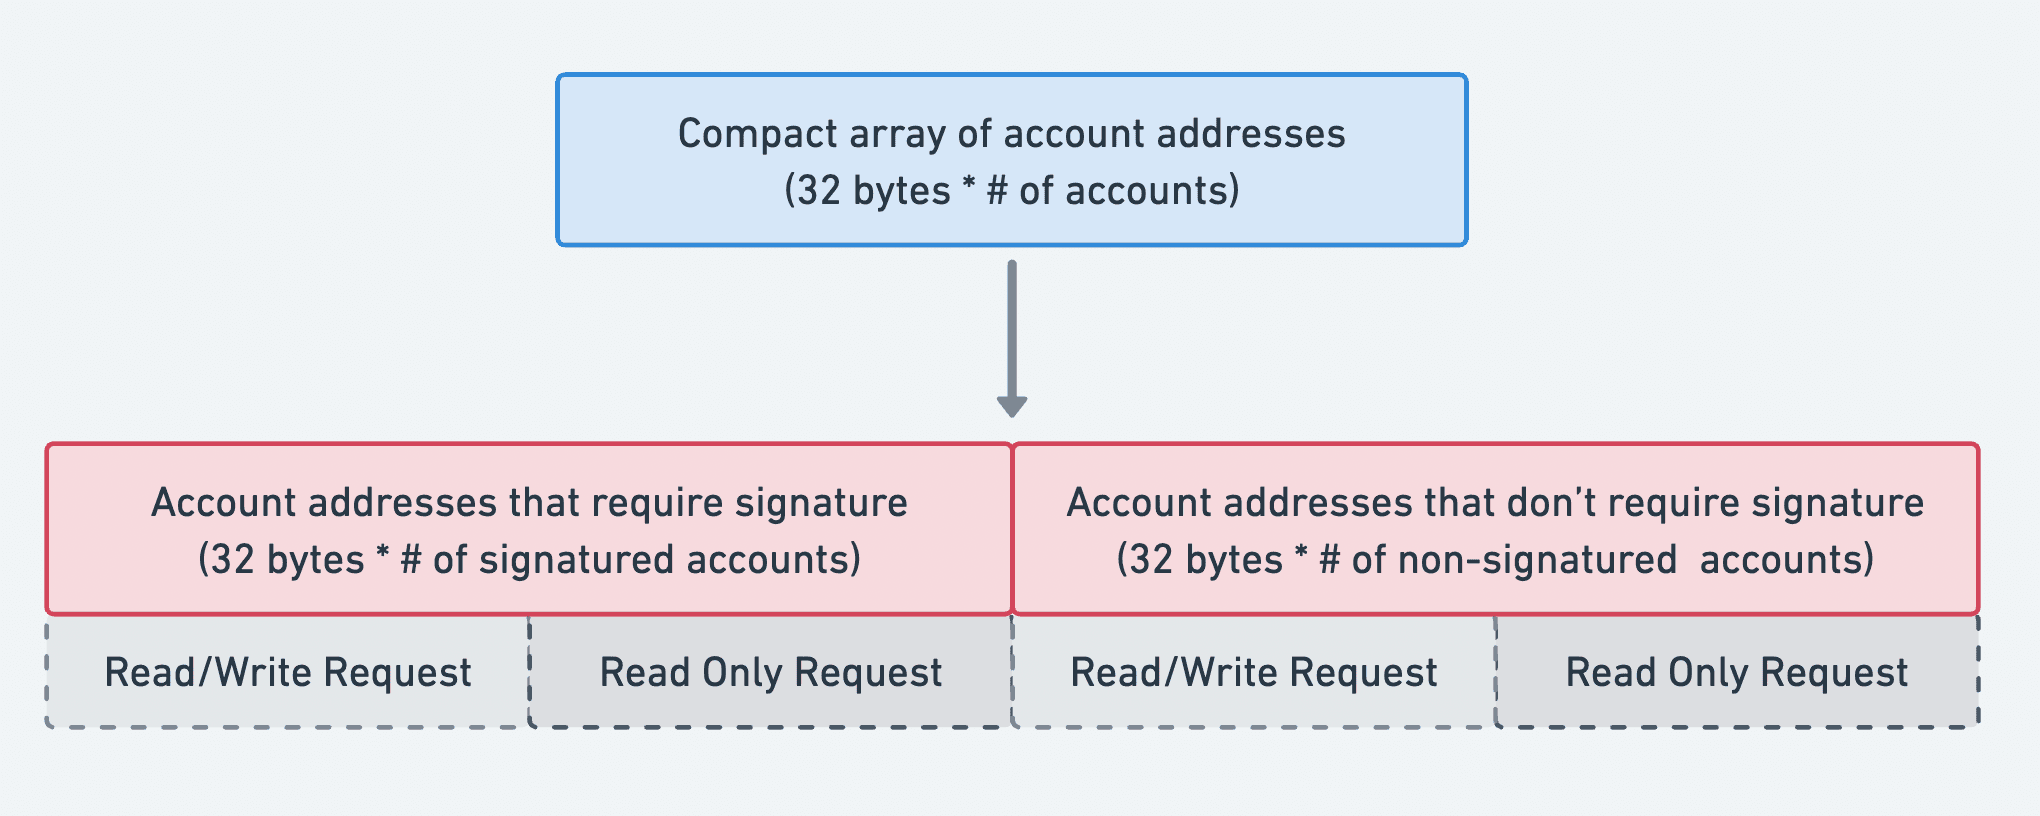 Compact array of account addresses
(32 bytes * # of accounts)
Account addresses that require signature
(32 bytes * # of signatured accounts)
Account addresses that don’t require signature
(32 bytes * # of non-signatured  accounts)
Read/Write Request
Read Only Request
Read/Write Request
Read Only Request